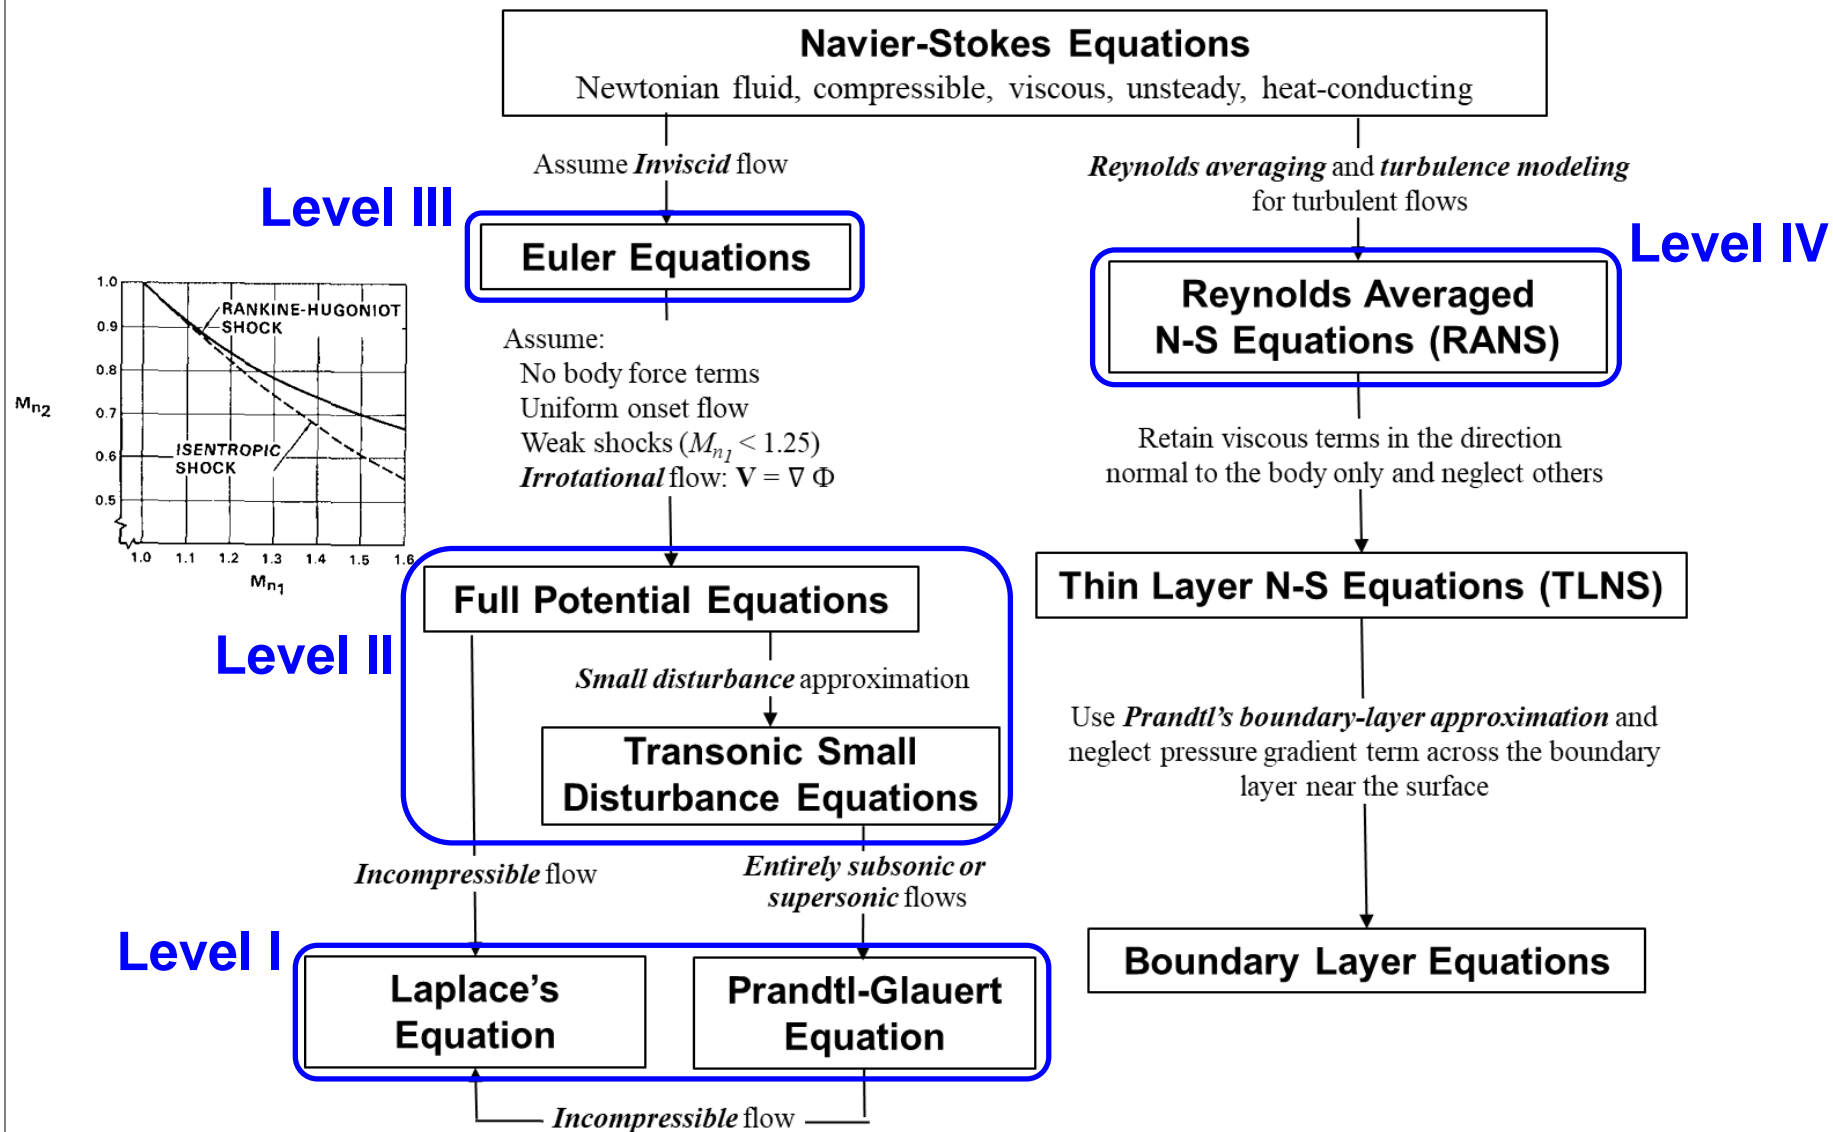 Navier-Stokes Equations
Newtonian fluid, compressible, viscous, unsteady, heat-conducting
Assume Inviscid flow
Reynolds averaging and turbulence modeling
for turbulent flows
Level III
Euler Equations
Level IV
Reynolds Averaged
N-S Equations (RANS)
1.0
0.9
0.8
0.7
0.6
0.5
M_{n_2}
RANKINE-HUGONIOT
SHOCK
ISENTROPIC
SHOCK
1.0 1.1 1.2 1.3 1.4 1.5 1.6
M_{n_1}
Assume:
No body force terms
Uniform onset flow
Weak shocks (M_{n_1} < 1.25)
Irrotational flow: V = ∇ Φ
Retain viscous terms in the direction
normal to the body only and neglect others
Level II
Full Potential Equations
Small disturbance approximation
Transonic Small
Disturbance Equations
Thin Layer N-S Equations (TLNS)
Use Prandtl’s boundary-layer approximation and
neglect pressure gradient term across the boundary
layer near the surface
Incompressible flow
Entirely subsonic or
supersonic flows
Level I
Laplace’s
Equation
Prandtl-Glauert
Equation
Boundary Layer Equations
Incompressible flow